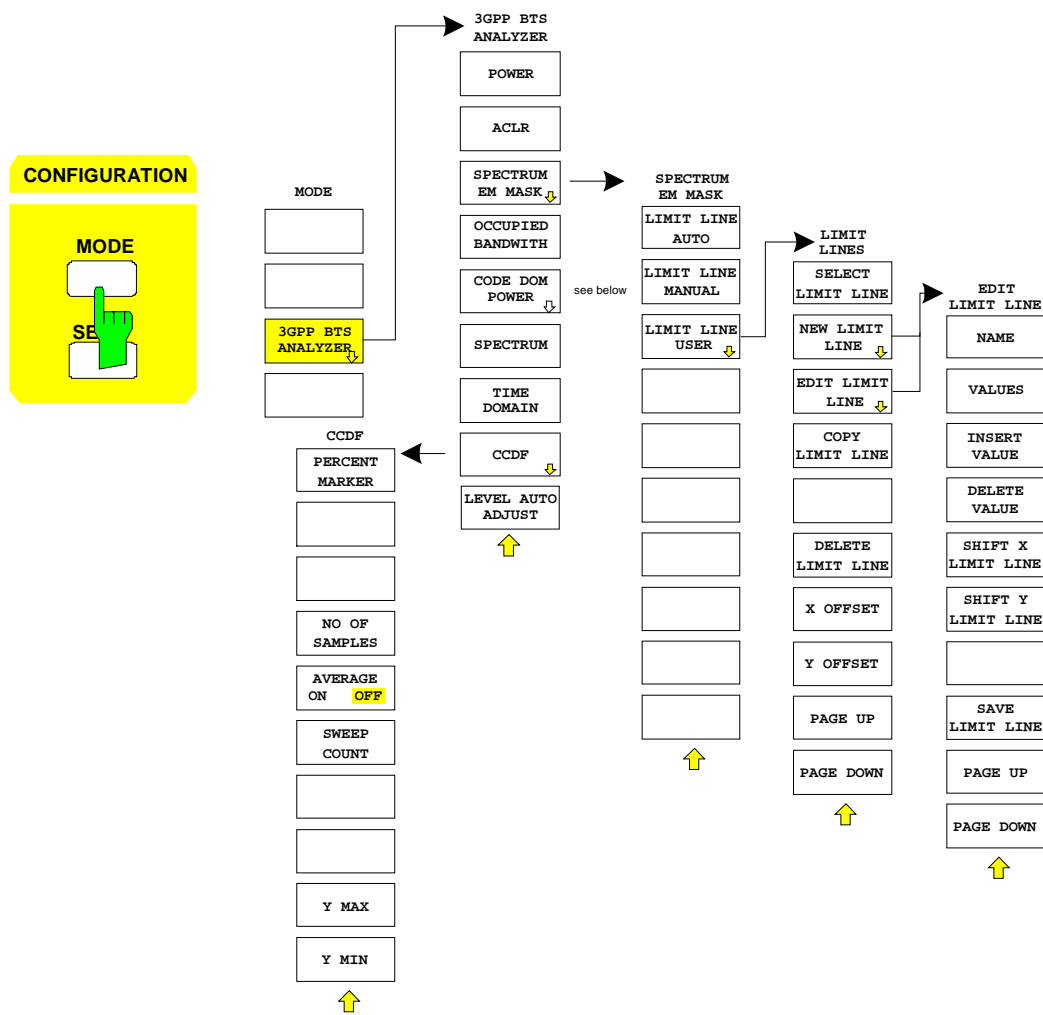 CONFIGURATION
MODE
SE
MODE
3GPP BTS
ANALYZER
3GPP BTS
ANALYZER
POWER
ACLR
SPECTRUM
EM MASK
OCCUPIED
BANDWITH
CODE DOM
POWER
see below
SPECTRUM
TIME
DOMAIN
CCDF
LEVEL AUTO
ADJUST
CCDF
PERCENT
MARKER
NO OF
SAMPLES
AVERAGE
ON OFF
SWEEP
COUNT
Y MAX
Y MIN
SPECTRUM
EM MASK
LIMIT LINE
AUTO
LIMIT LINE
MANUAL
LIMIT LINE
USER
LIMIT
LINES
SELECT
LIMIT LINE
NEW LIMIT
LINE
EDIT LIMIT
LINE
COPY
LIMIT LINE
DELETE
LIMIT LINE
X OFFSET
Y OFFSET
PAGE UP
PAGE DOWN
EDIT
LIMIT LINE
NAME
VALUES
INSERT
VALUE
DELETE
VALUE
SHIFT X
LIMIT LINE
SHIFT Y
LIMIT LINE
SAVE
LIMIT LINE
PAGE UP
PAGE DOWN